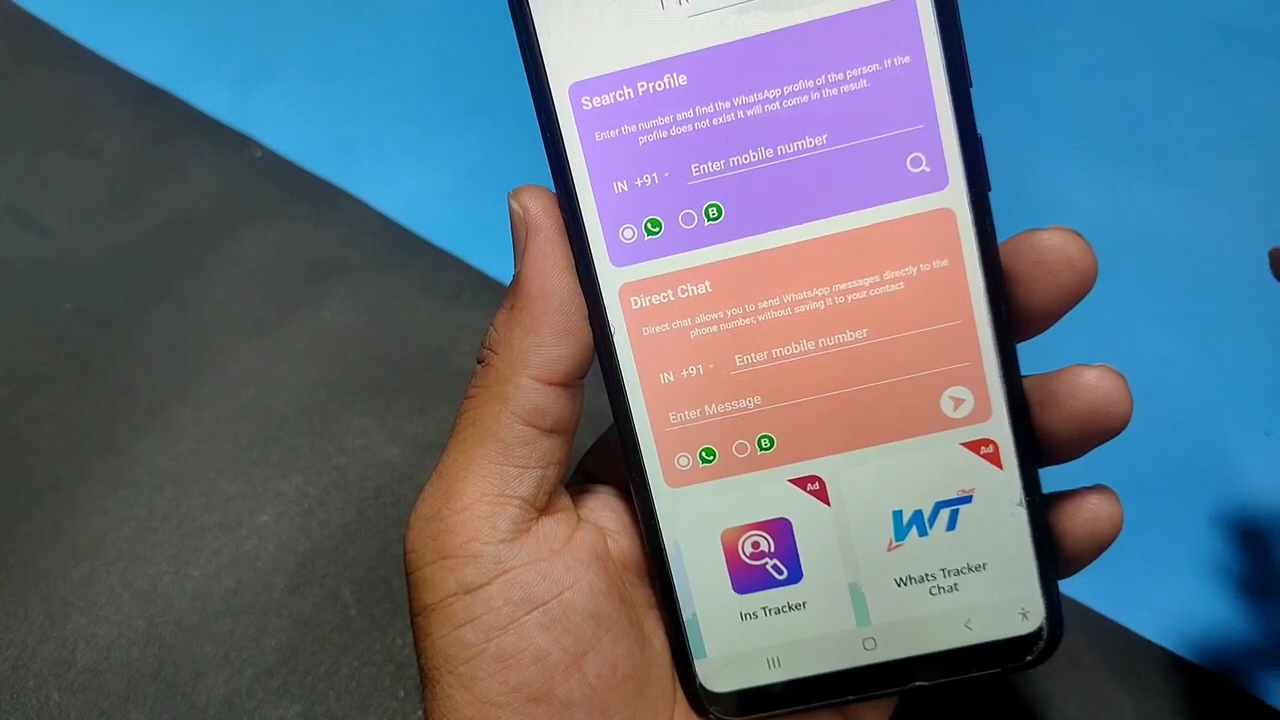 Search Profile
Enter the number and find the WhatsApp profile of the person. If the
profile does not exist it will not come in the result.
IN +91 Enter mobile number
B
Direct Chat
Direct chat allows you to send WhatsApp messages directly to the
phone number, without saving it to your contact
IN +91 Enter mobile number
Enter Message
B
Ad
Ad
WT
Chat
Ins Tracker
Whats Tracker
Chat